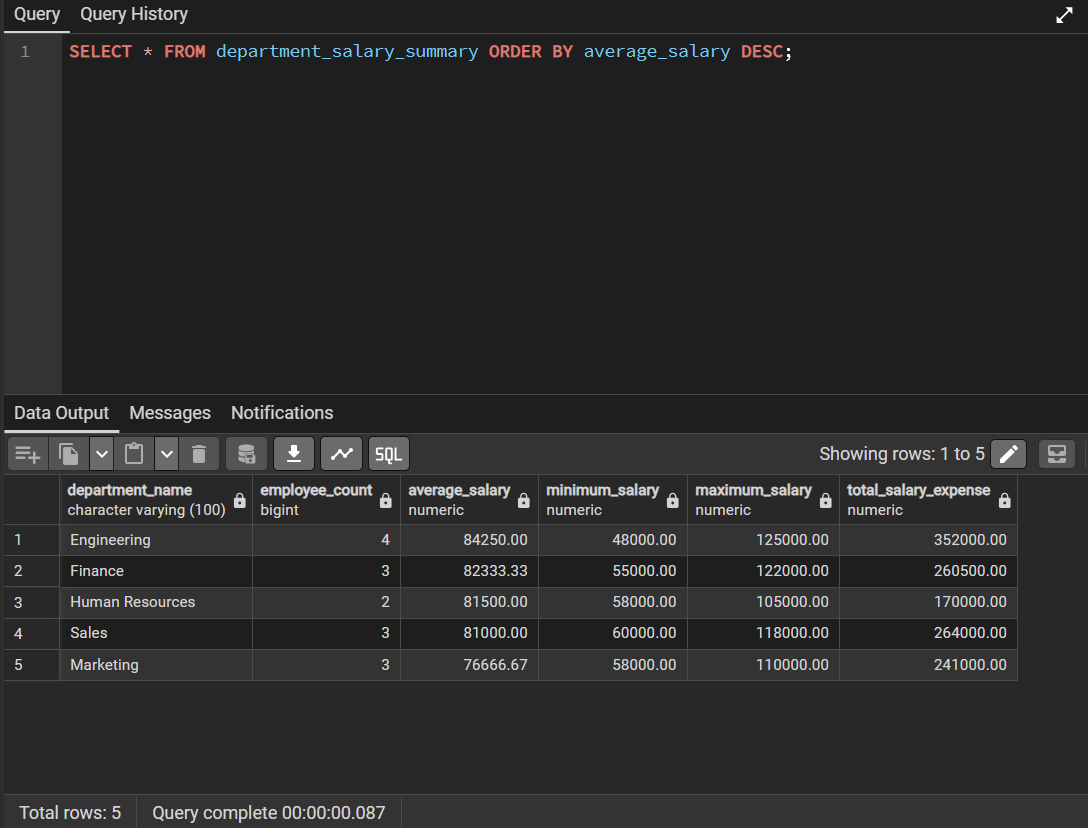 Query Query History
1 SELECT * FROM department_salary_summary ORDER BY average_salary DESC;
Data Output Messages Notifications
SQL Showing rows: 1 to 5
department_name employee_count average_salary minimum_salary maximum_salary total_salary_expense
character varying (100) bigint numeric numeric numeric numeric
1 Engineering 4 84250.00 48000.00 125000.00 352000.00
2 Finance 3 82333.33 55000.00 122000.00 260500.00
3 Human Resources 2 81500.00 58000.00 105000.00 170000.00
4 Sales 3 81000.00 60000.00 118000.00 264000.00
5 Marketing 3 76666.67 58000.00 110000.00 241000.00
Total rows: 5 Query complete 00:00:00.087